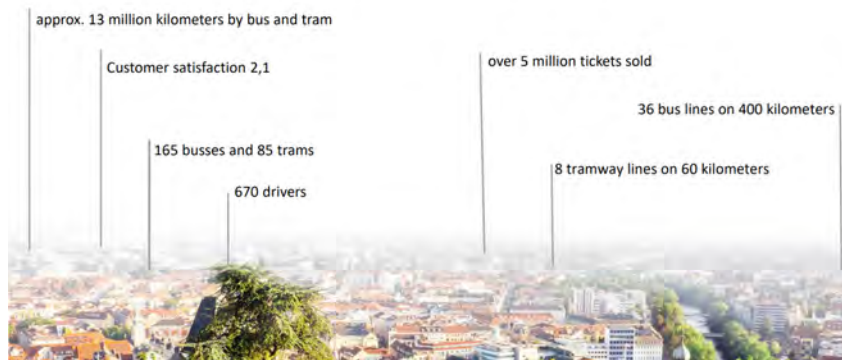 approx. 13 million kilometers by bus and tram
Customer satisfaction 2,1
over 5 million tickets sold
36 bus lines on 400 kilometers
165 busses and 85 trams
8 tramway lines on 60 kilometers
670 drivers